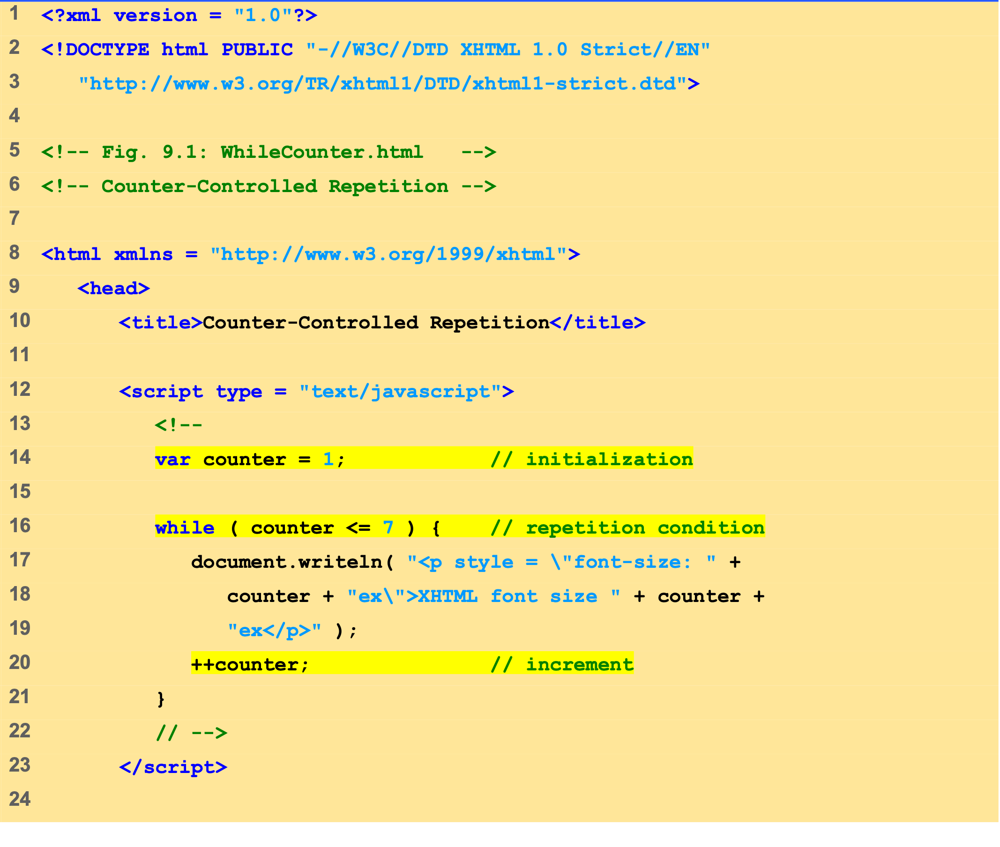 1 <?xml version = "1.0"?>
2 <!DOCTYPE html PUBLIC "-//W3C//DTD XHTML 1.0 Strict//EN"
3    "http://www.w3.org/TR/xhtml1/DTD/xhtml1-strict.dtd">
4
5 <!-- Fig. 9.1: WhileCounter.html   -->
6 <!-- Counter-Controlled Repetition -->
7
8 <html xmlns = "http://www.w3.org/1999/xhtml">
9    <head>
10       <title>Counter-Controlled Repetition</title>
11
12       <script type = "text/javascript">
13          <!--
14          var counter = 1;            // initialization
15
16          while ( counter <= 7 ) {    // repetition condition
17             document.writeln( "<p style = \"font-size: " +
18                counter + "ex\">XHTML font size " + counter +
19                "ex</p>" );
20             ++counter;               // increment
21          }
22          // -->
23       </script>
24